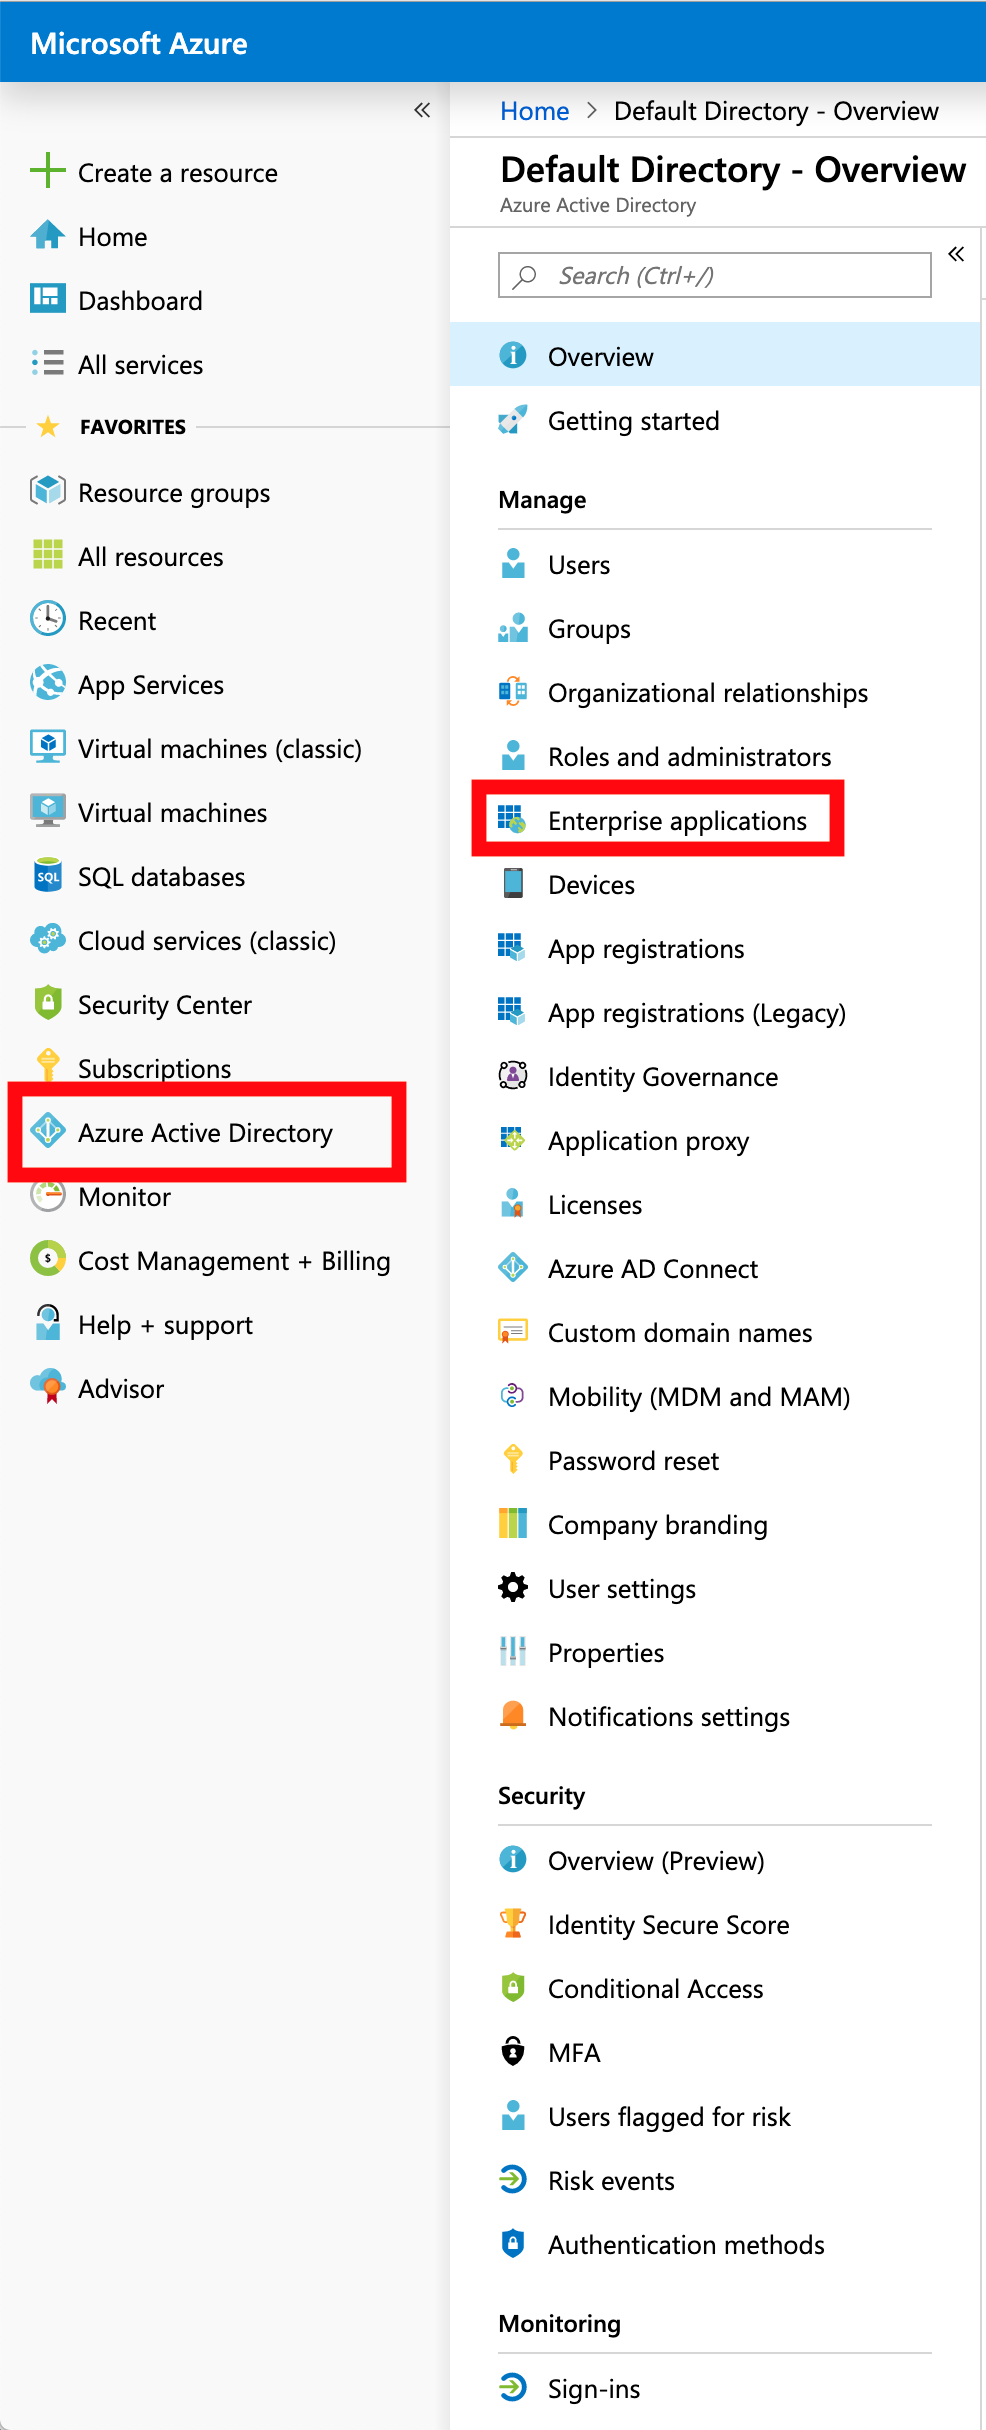 Microsoft Azure
Create a resource
Home
Dashboard
All services
FAVORITES
Resource groups
All resources
Recent
App Services
Virtual machines (classic)
Virtual machines
SQL
SQL databases
Cloud services (classic)
Security Center
Subscriptions
Azure Active Directory
Monitor
$
Cost Management + Billing
Help + support
Advisor
Home > Default Directory - Overview
Default Directory - Overview
Azure Active Directory
Search (Ctrl+/)
Overview
Getting started
Manage
Users
Groups
Organizational relationships
Roles and administrators
Enterprise applications
Devices
App registrations
App registrations (Legacy)
Identity Governance
Application proxy
Licenses
Azure AD Connect
Custom domain names
Mobility (MDM and MAM)
Password reset
Company branding
User settings
Properties
Notifications settings
Security
Overview (Preview)
Identity Secure Score
Conditional Access
MFA
Users flagged for risk
Risk events
Authentication methods
Monitoring
Sign-ins